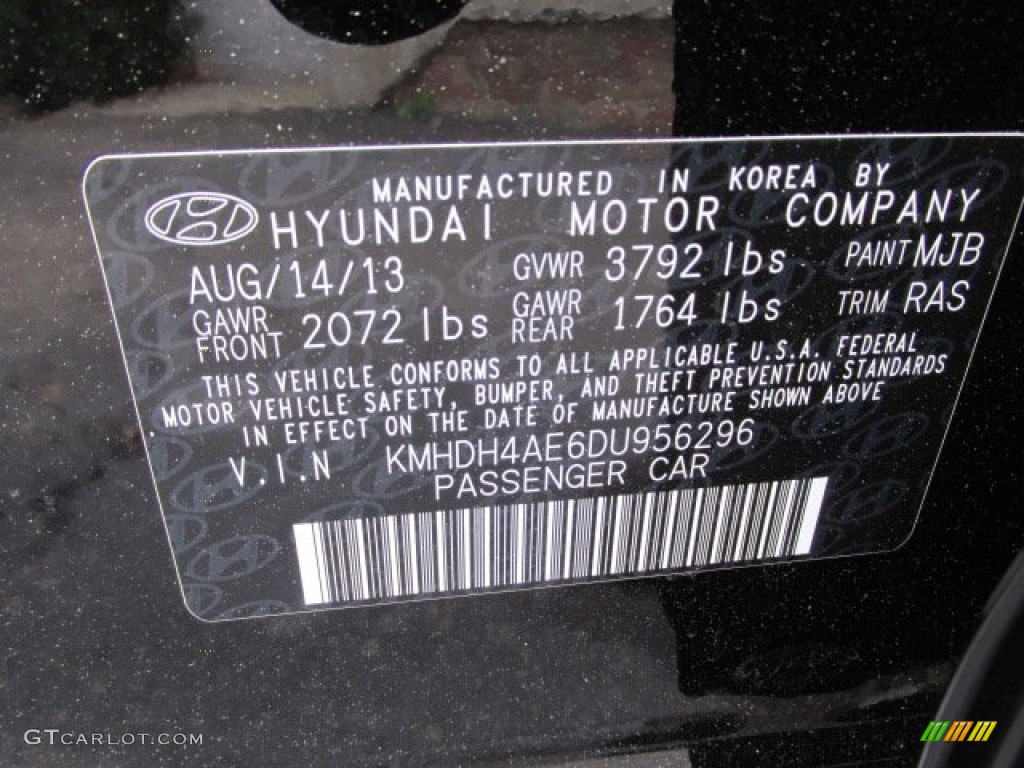 MANUFACTURED IN KOREA BY
HYUNDAI MOTOR COMPANY
AUG/14/13 GVWR 3792 lbs PAINT MJB
GAWR FRONT 2072 lbs GAWR REAR 1764 lbs TRIM RAS
THIS VEHICLE CONFORMS TO ALL APPLICABLE U.S.A. FEDERAL
MOTOR VEHICLE SAFETY, BUMPER, AND THEFT PREVENTION STANDARDS
IN EFFECT ON THE DATE OF MANUFACTURE SHOWN ABOVE
V.I.N KMHDH4AE6DU956296
PASSENGER CAR
GTCARLOT.COM